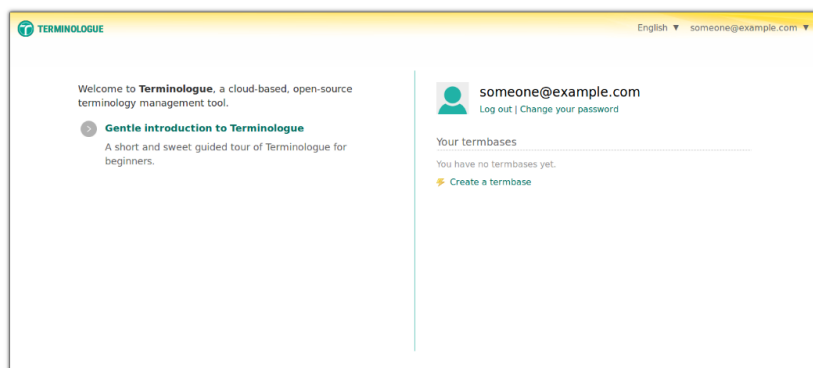 TERMINOLOGUE
English ▼ someone@example.com ▼
Welcome to Terminologue, a cloud-based, open-source
terminology management tool.
Gentle introduction to Terminologue
A short and sweet guided tour of Terminologue for
beginners.
someone@example.com
Log out | Change your password
Your termbases
You have no termbases yet.
Create a termbase